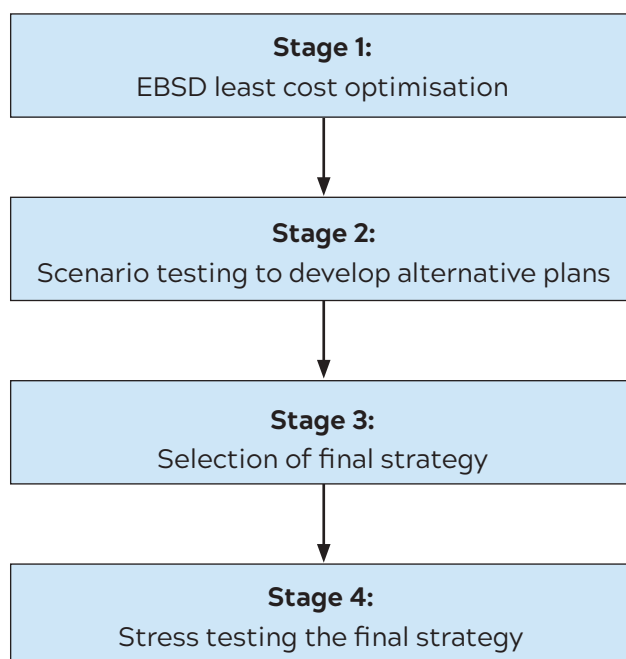 Stage 1:
EBSD least cost optimisation
Stage 2:
Scenario testing to develop alternative plans
Stage 3:
Selection of final strategy
Stage 4:
Stress testing the final strategy